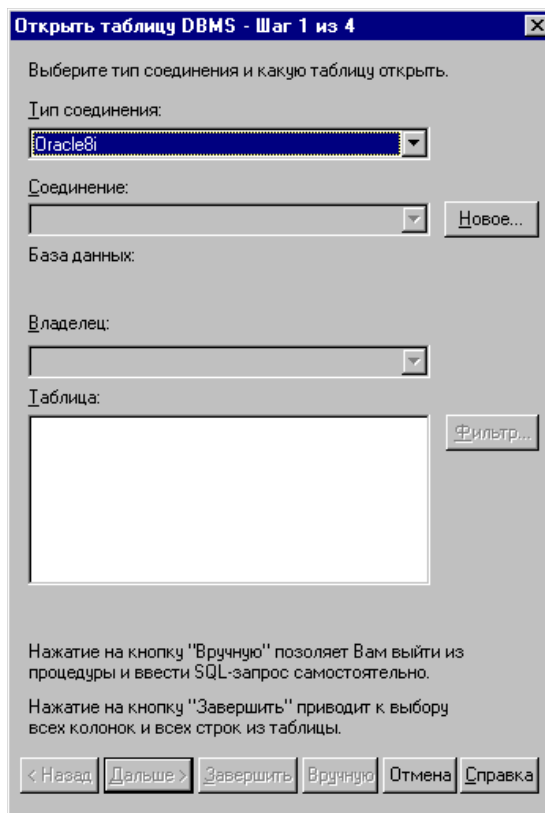 Открыть таблицу DBMS - Шаг 1 из 4
Выберите тип соединения и какую таблицу открыть.
Тип соединения:
Oracle8i
Соединение:
Новое...
База данных:
Владелец:
Таблица:
Фильтр...
Нажатие на кнопку "Вручную" позоляет Вам выйти из
процедуры и ввести SQL-запрос самостоятельно.
Нажатие на кнопку "Завершить" приводит к выбору
всех колонок и всех строк из таблицы.
< Назад Дальше > Завершить Вручную Отмена Справка